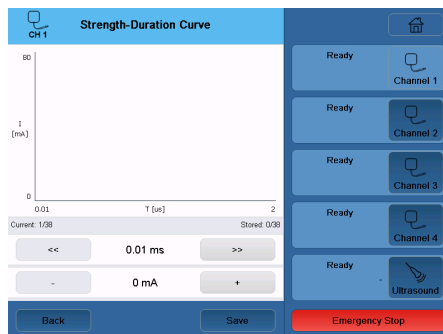 CH 1
Strength-Duration Curve
80
I
[mA]
0
0.01
T [us]
2
Current: 1/38
Stored: 0/38
<<
0.01 ms
>>
-
0 mA
+
Back
Save
Ready
Channel 1
Ready
Channel 2
Ready
Channel 3
Ready
Channel 4
Ready
-
Ultrasound
Emergency Stop